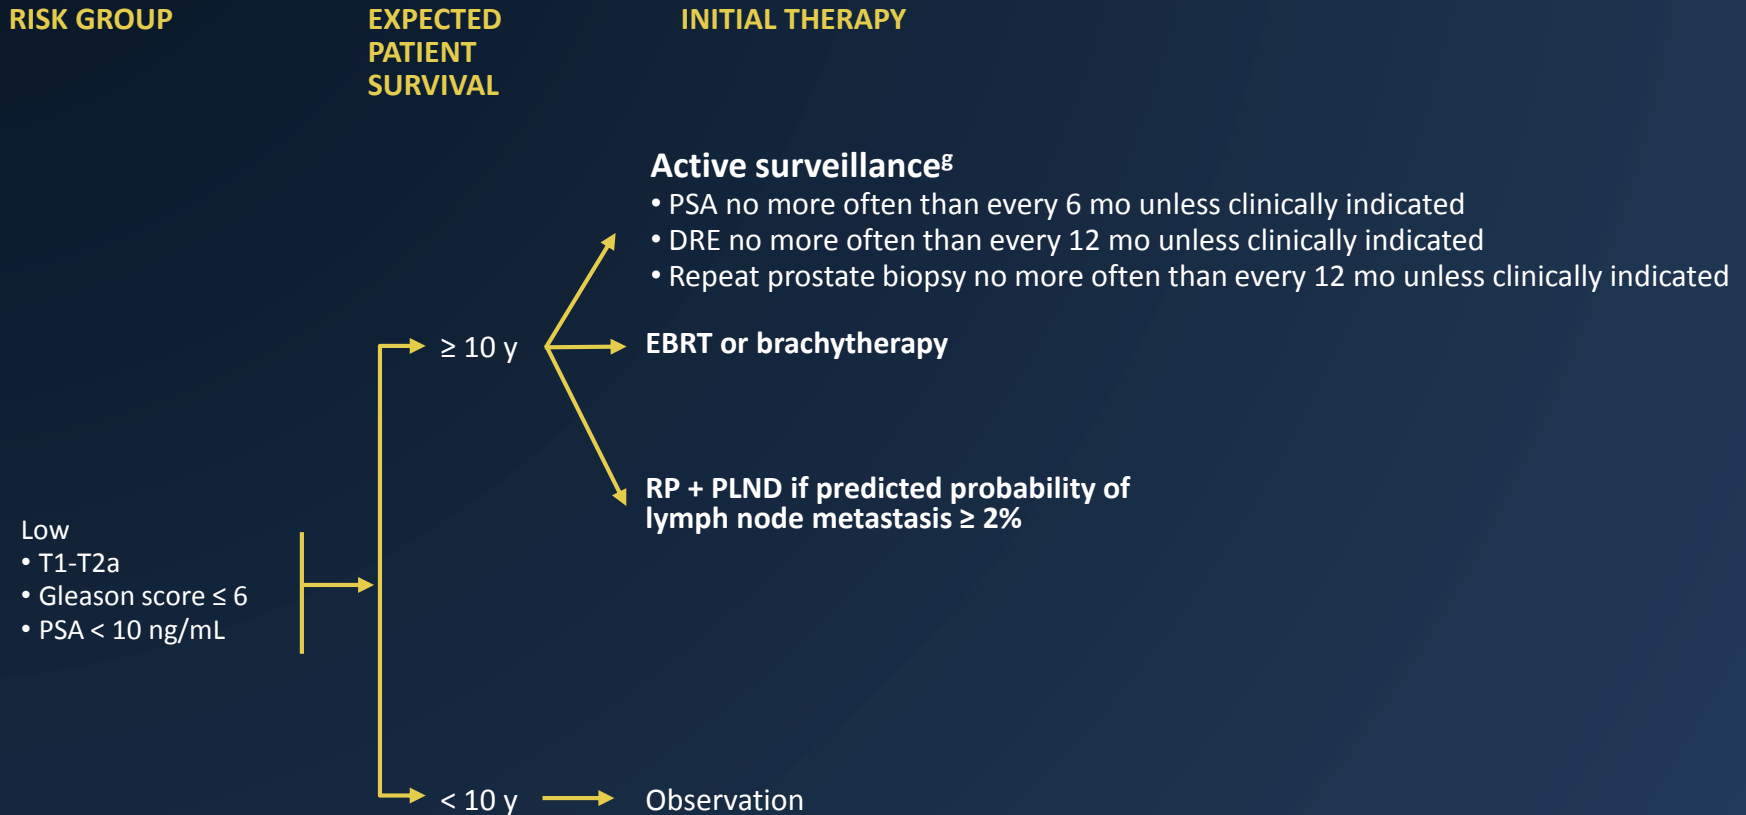 RISK GROUP
EXPECTED
PATIENT
SURVIVAL
INITIAL THERAPY
Active surveillanceᵍ
• PSA no more often than every 6 mo unless clinically indicated
• DRE no more often than every 12 mo unless clinically indicated
• Repeat prostate biopsy no more often than every 12 mo unless clinically indicated
≥ 10 y
EBRT or brachytherapy
RP + PLND if predicted probability of
lymph node metastasis ≥ 2%
Low
• T1-T2a
• Gleason score ≤ 6
• PSA < 10 ng/mL
< 10 y
Observation